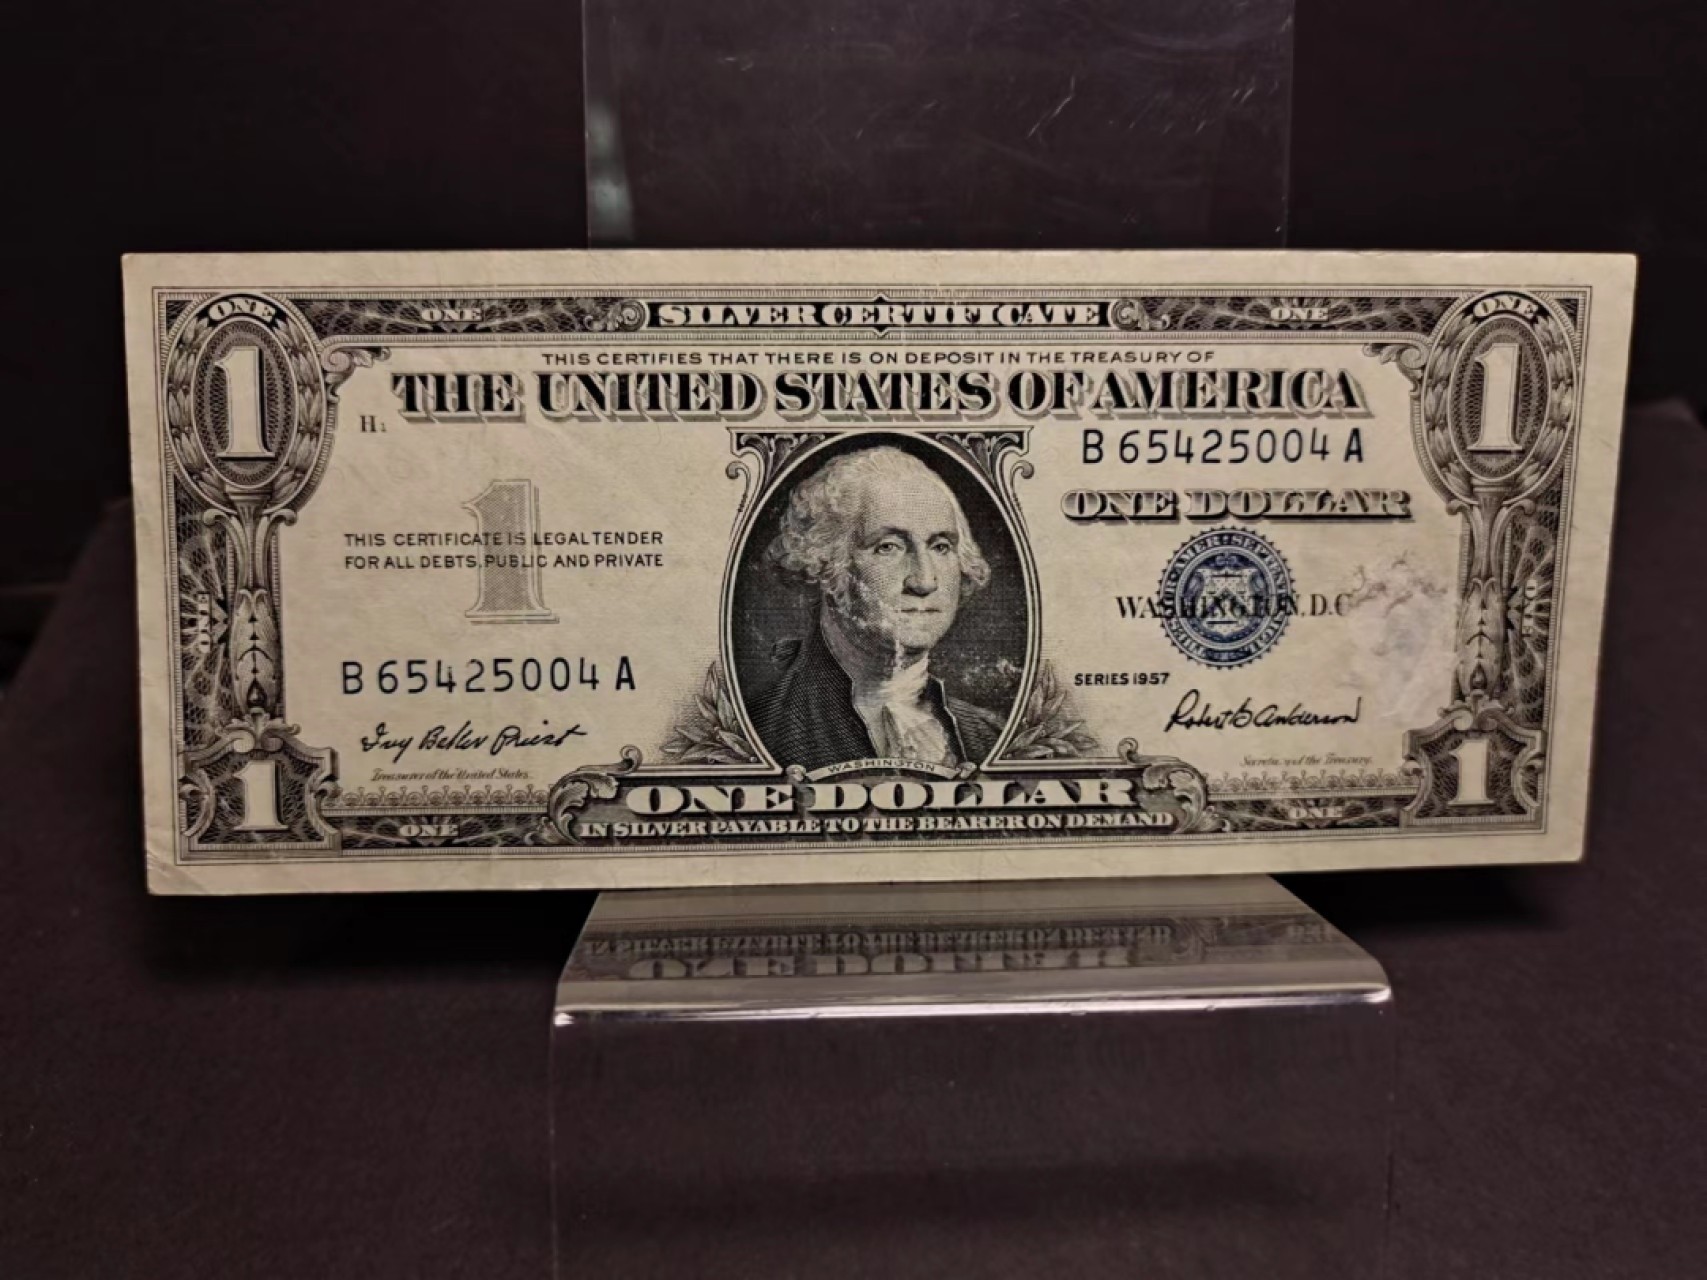 ONE ONE SILVER CERTIFICATE ONE ONE
THIS CERTIFIES THAT THERE IS ON DEPOSIT IN THE TREASURY OF
1 THE UNITED STATES OF AMERICA 1
H1
B 65425004 A
1
ONE DOLLAR
THIS CERTIFICATE IS LEGAL TENDER
FOR ALL DEBTS, PUBLIC AND PRIVATE
ONE
WASHINGTON, D.C
ONE
B 65425004 A
SERIES 1957
Ivy Baker Priest
Robert B Anderson
Treasurer of the United States.
WASHINGTON
Secretary of the Treasury.
1 ONE DOLLAR 1
ONE IN SILVER PAYABLE TO THE BEARER ON DEMAND ONE